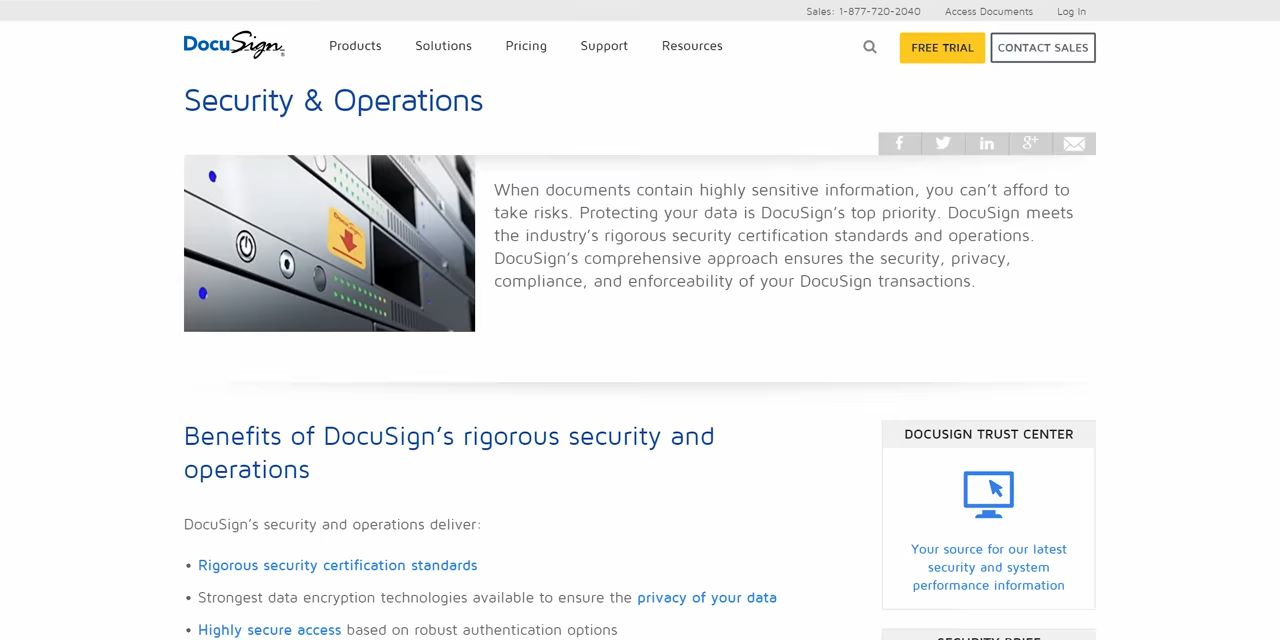 Sales: 1-877-720-2040 Access Documents Log In
DocuSign Products Solutions Pricing Support Resources FREE TRIAL CONTACT SALES
Security & Operations
DocuSign
When documents contain highly sensitive information, you can’t afford to
take risks. Protecting your data is DocuSign’s top priority. DocuSign meets
the industry’s rigorous security certification standards and operations.
DocuSign’s comprehensive approach ensures the security, privacy,
compliance, and enforceability of your DocuSign transactions.
Benefits of DocuSign’s rigorous security and
operations
DocuSign’s security and operations deliver:
• Rigorous security certification standards
• Strongest data encryption technologies available to ensure the privacy of your data
• Highly secure access based on robust authentication options
DOCUSIGN TRUST CENTER
Your source for our latest
security and system
performance information
SECURITY BRIEF